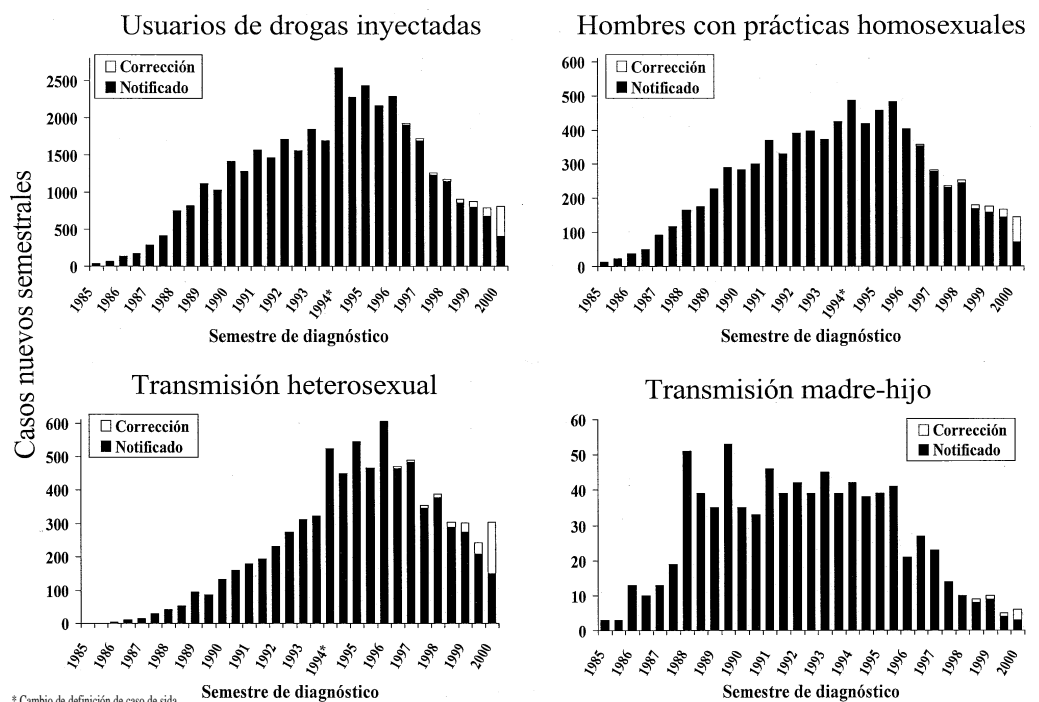 Casos nuevos semestrales
Usuarios de drogas inyectadas
Corrección
Notificado
2500
2000
1500
1000
500
0
1985 1986 1987 1988 1989 1990 1991 1992 1993 1994* 1995 1996 1997 1998 1999 2000
Semestre de diagnóstico
Hombres con prácticas homosexuales
Corrección
Notificado
600
500
400
300
200
100
0
1985 1986 1987 1988 1989 1990 1991 1992 1993 1994* 1995 1996 1997 1998 1999 2000
Semestre de diagnóstico
Transmisión heterosexual
Corrección
Notificado
600
500
400
300
200
100
0
1985 1986 1987 1988 1989 1990 1991 1992 1993 1994* 1995 1996 1997 1998 1999 2000
Semestre de diagnóstico
Transmisión madre-hijo
Corrección
Notificado
60
50
40
30
20
10
0
1985 1986 1987 1988 1989 1990 1991 1992 1993 1994 1995 1996 1997 1998 1999 2000
Semestre de diagnóstico
* Cambio de definición de caso de sida